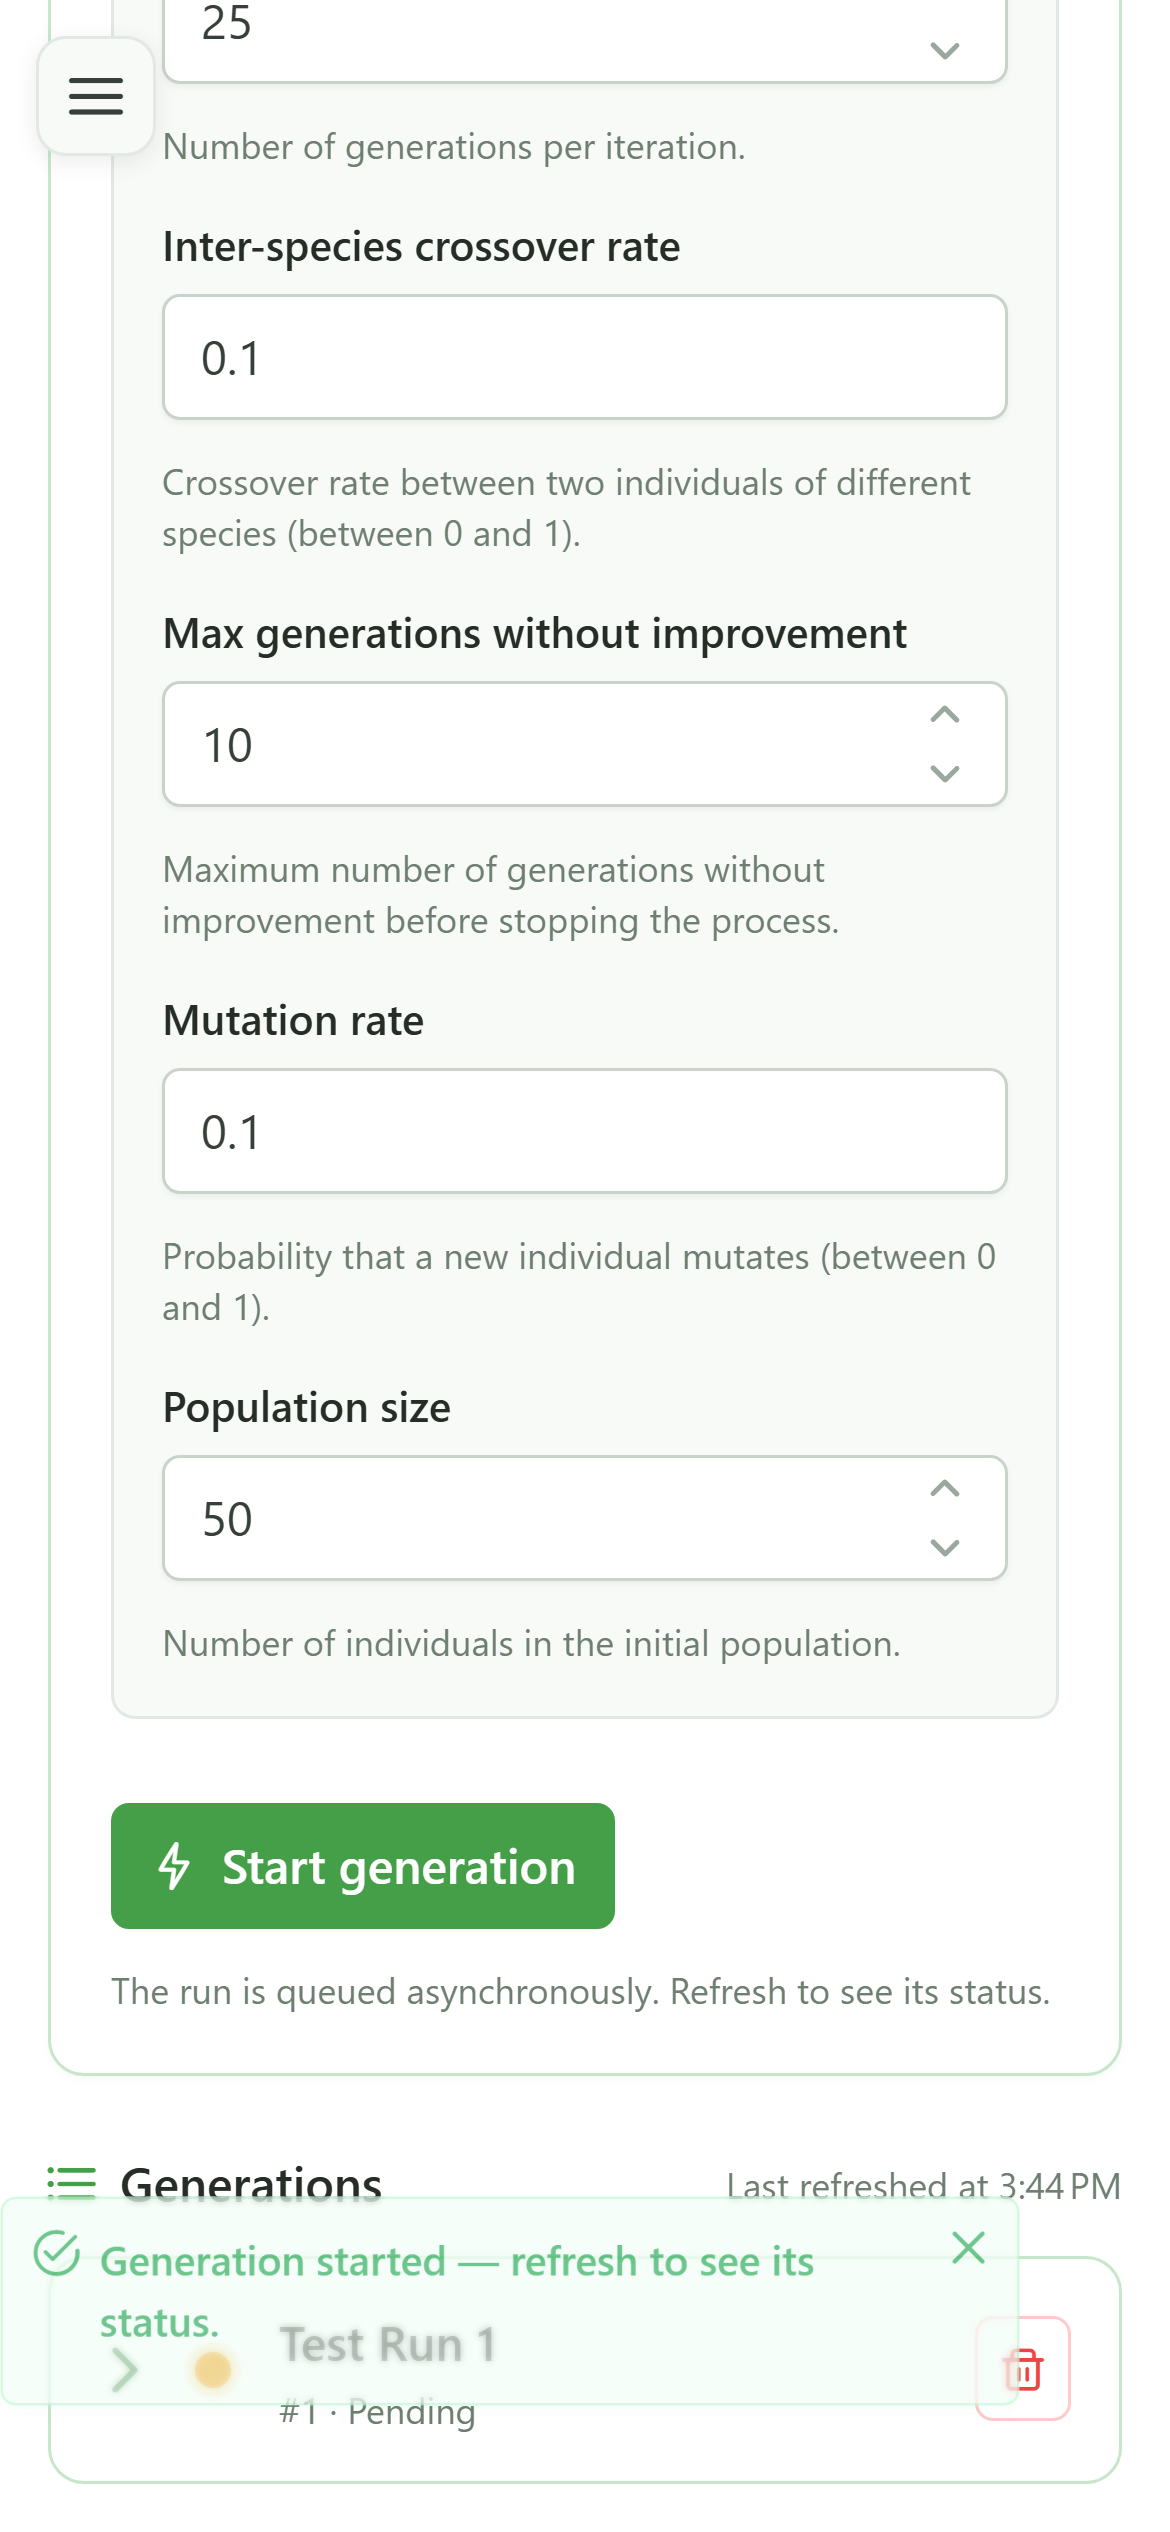 25
Number of generations per iteration.
Inter-species crossover rate
0.1
Crossover rate between two individuals of different
species (between 0 and 1).
Max generations without improvement
10
Maximum number of generations without
improvement before stopping the process.
Mutation rate
0.1
Probability that a new individual mutates (between 0
and 1).
Population size
50
Number of individuals in the initial population.
Start generation
The run is queued asynchronously. Refresh to see its status.
Generations
Last refreshed at 3:44 PM
Generation started — refresh to see its
status.
Test Run 1
#1 · Pending